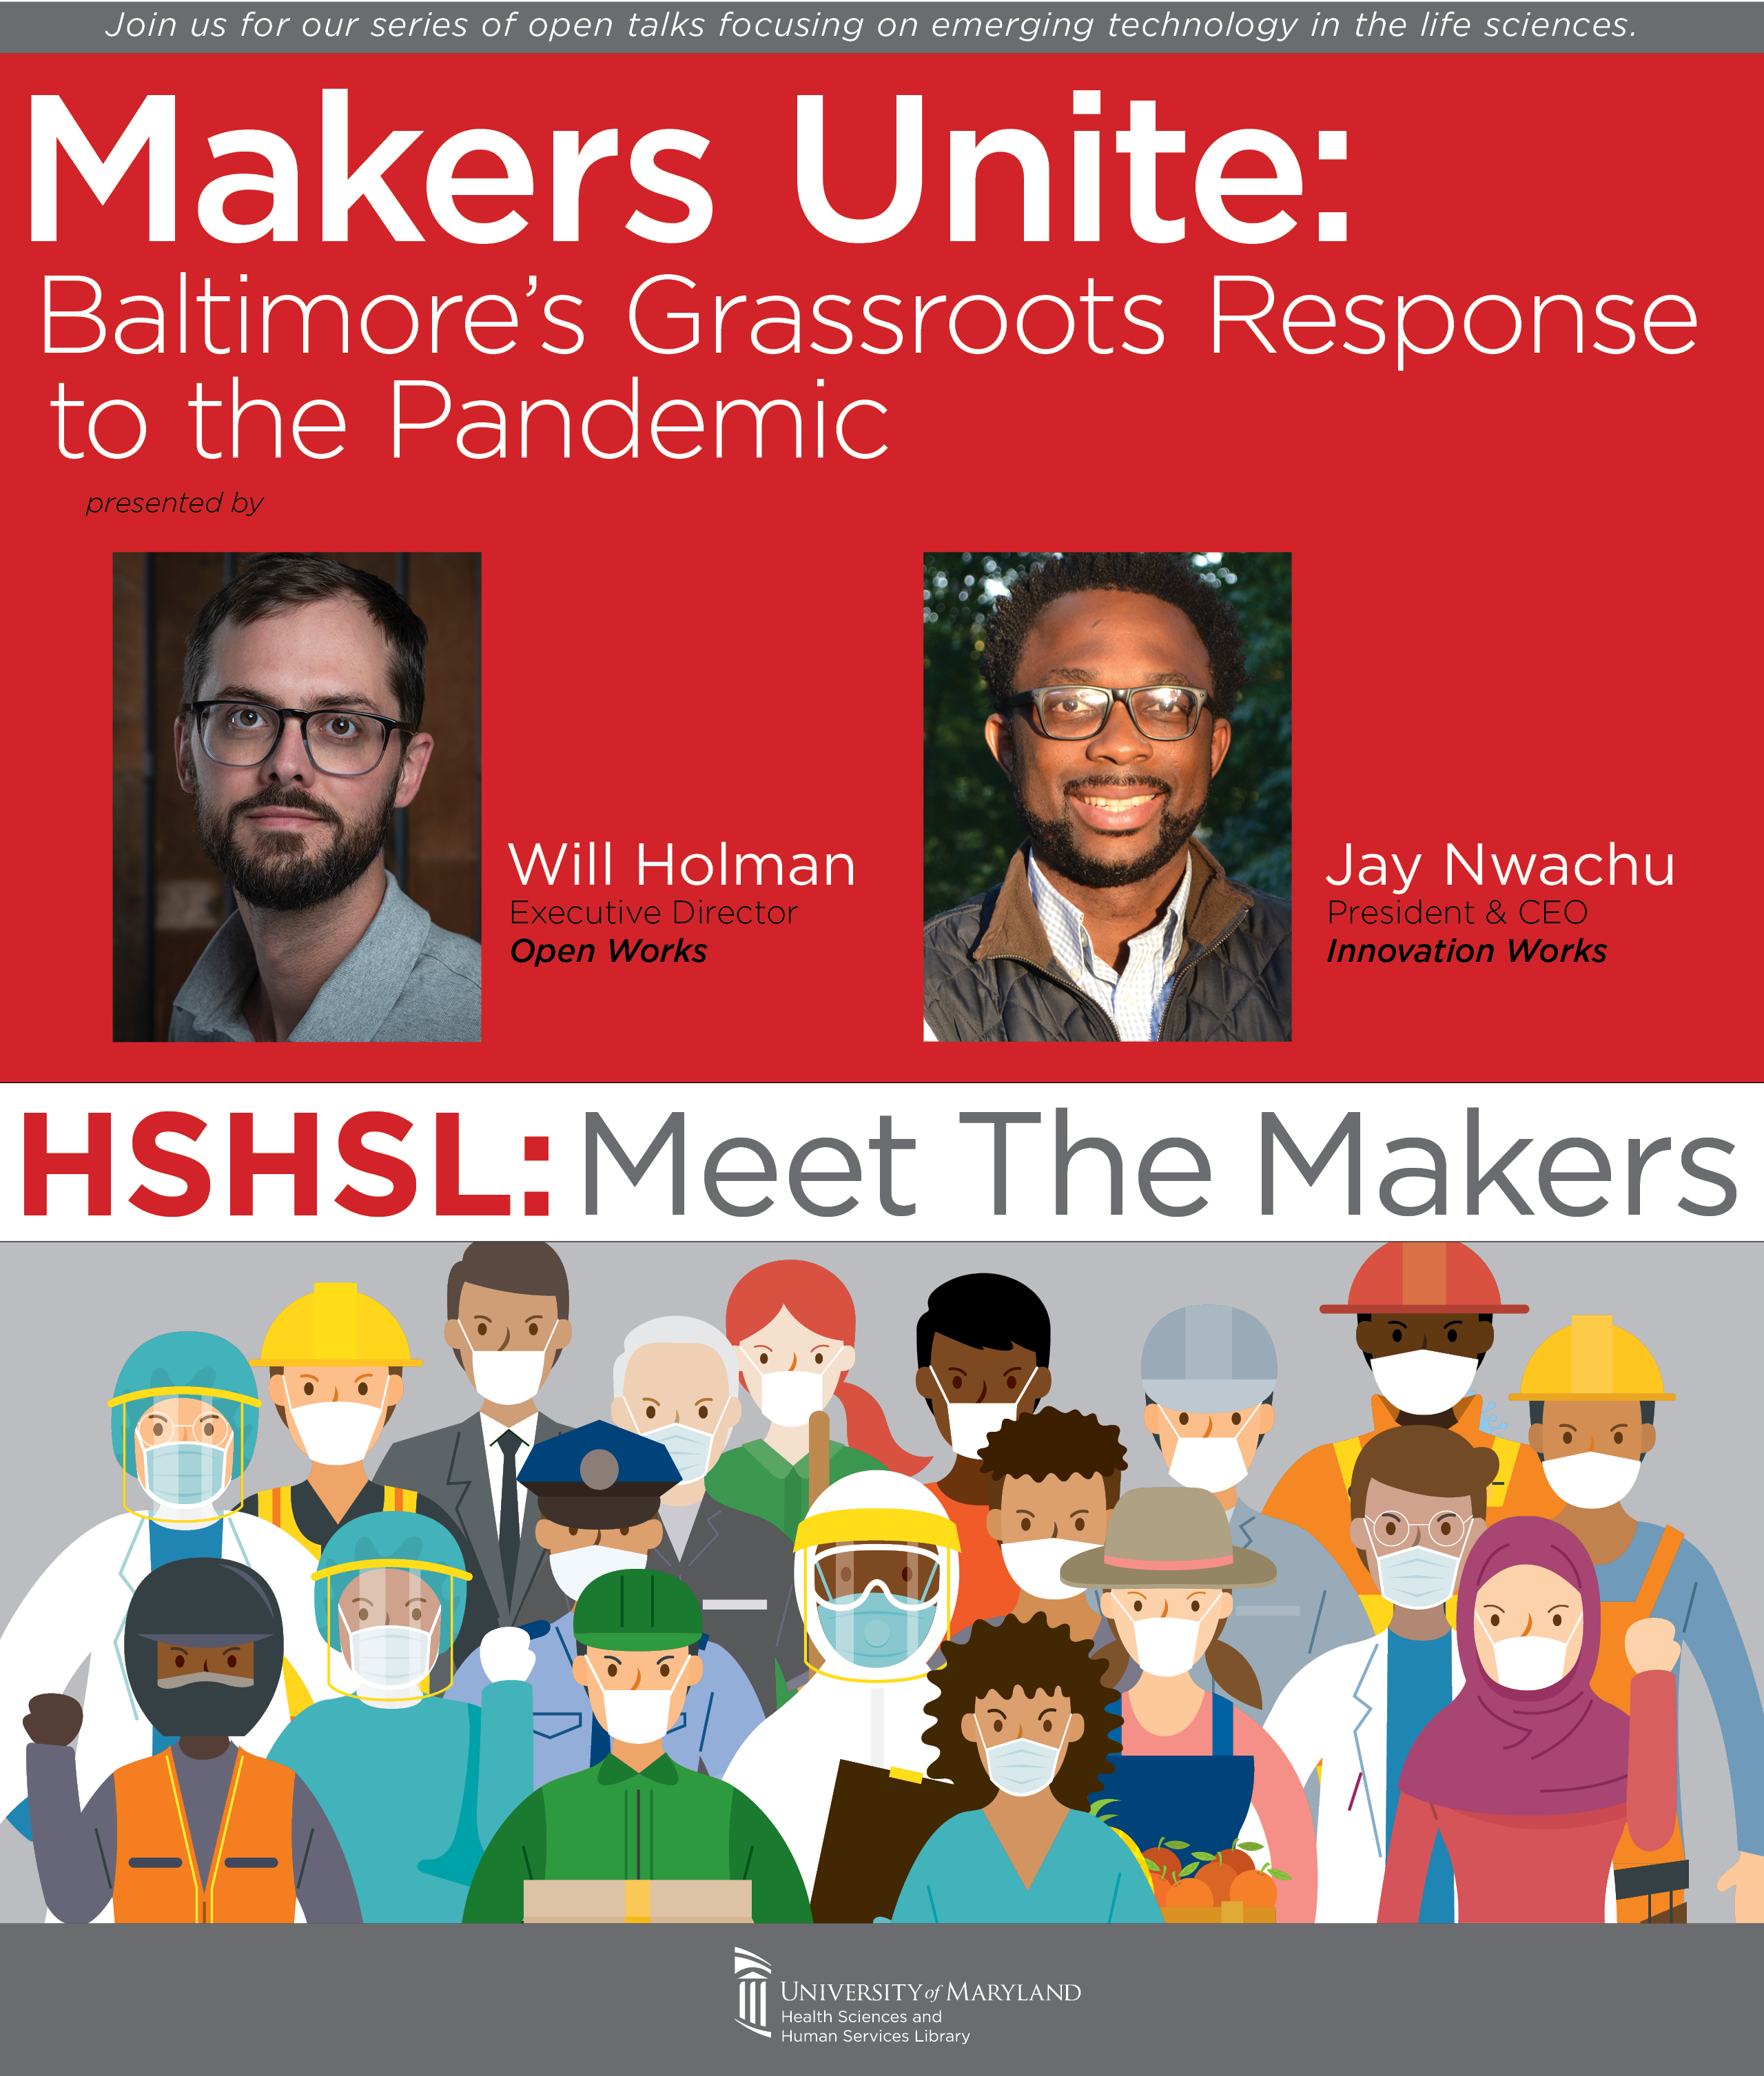 Join us for our series of open talks focusing on emerging technology in the life sciences.
Makers Unite:
Baltimore’s Grassroots Response
to the Pandemic
presented by
Will Holman
Executive Director
Open Works
Jay Nwachu
President & CEO
Innovation Works
HSHSL: Meet The Makers
UNIVERSITY of MARYLAND
Health Sciences and
Human Services Library